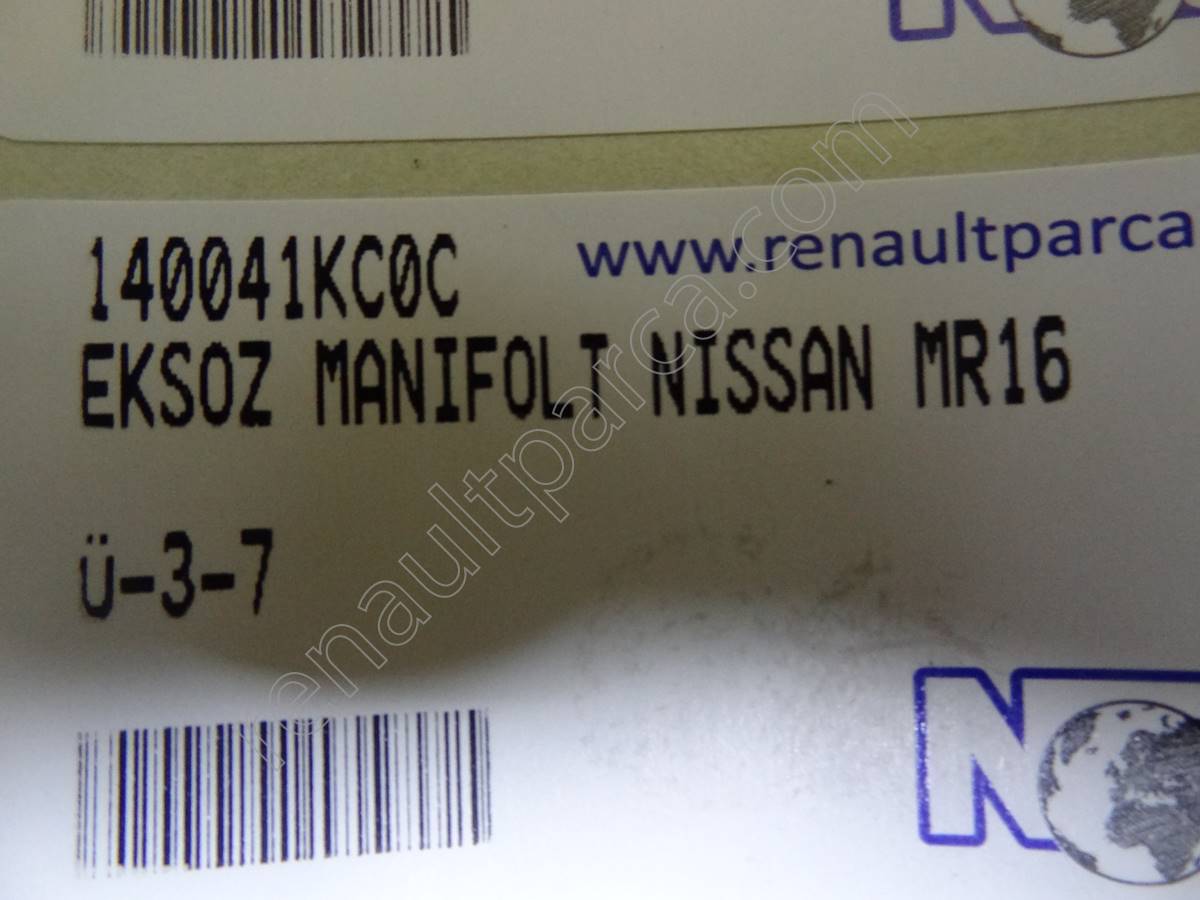 140041KC0C
www.renaultparca
EKSOZ MANIFOLT NISSAN MR16
Ü-3-7
N
renaultparca.com